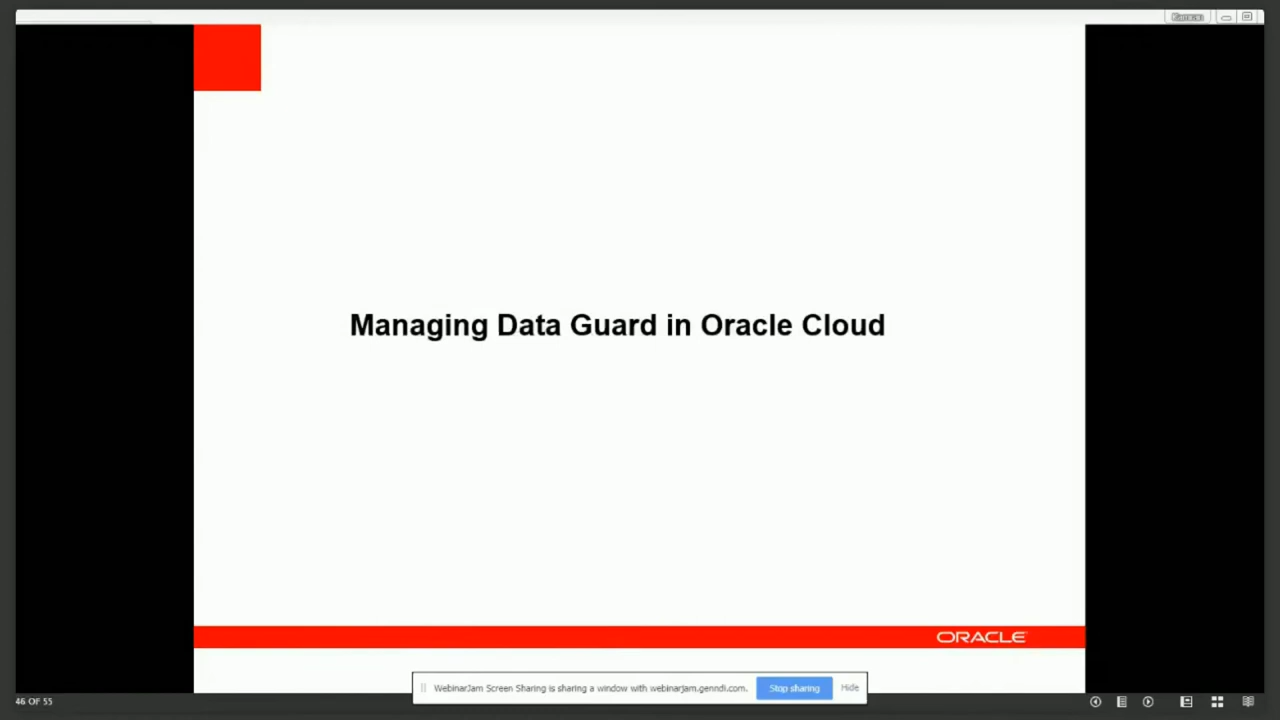 Managing Data Guard in Oracle Cloud
ORACLE
WebinarJam Screen Sharing is sharing a window with webinarjam.genndi.com.
Stop sharing
Hide
46 OF 55